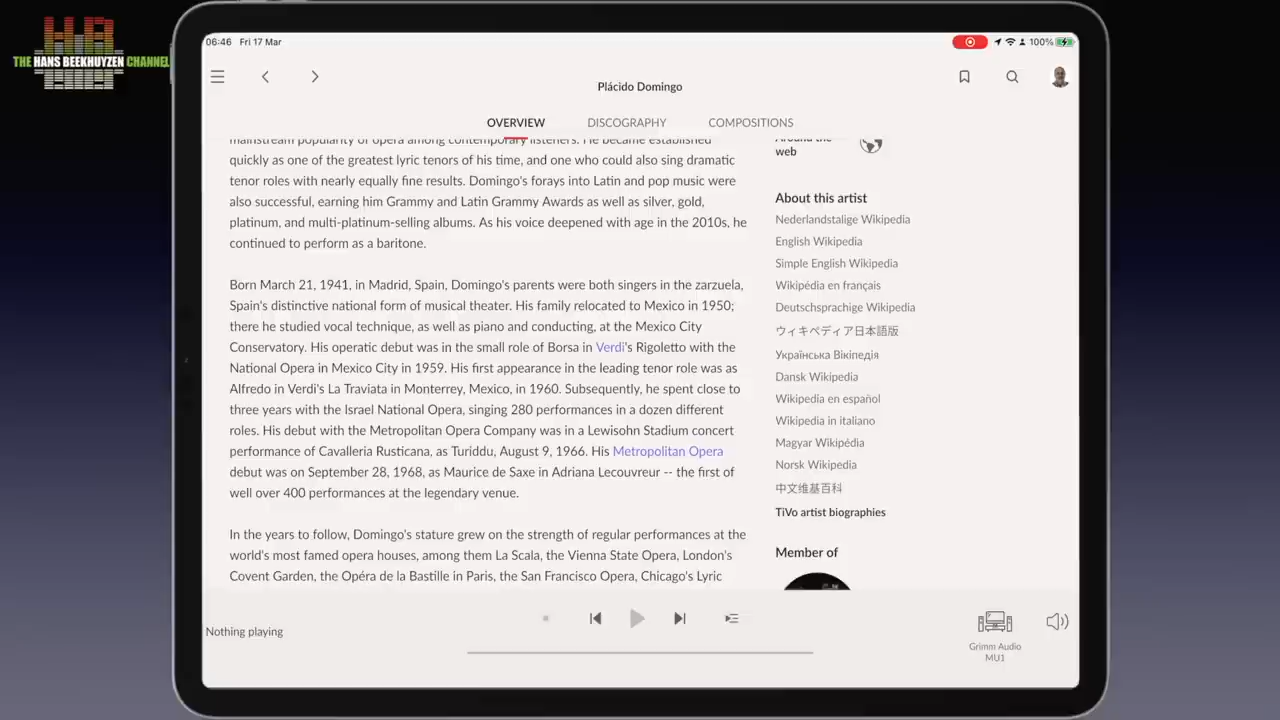 THE HANS BEEKHUYZEN CHANNEL
06:46 Fri 17 Mar
100%
Plácido Domingo
OVERVIEW DISCOGRAPHY COMPOSITIONS
mainstream popularity of opera among contemporary listeners. He became established
quickly as one of the greatest lyric tenors of his time, and one who could also sing dramatic
tenor roles with nearly equally fine results. Domingo's forays into Latin and pop music were
also successful, earning him Grammy and Latin Grammy Awards as well as silver, gold,
platinum, and multi-platinum-selling albums. As his voice deepened with age in the 2010s, he
continued to perform as a baritone.
Born March 21, 1941, in Madrid, Spain, Domingo's parents were both singers in the zarzuela,
Spain's distinctive national form of musical theater. His family relocated to Mexico in 1950;
there he studied vocal technique, as well as piano and conducting, at the Mexico City
Conservatory. His operatic debut was in the small role of Borsa in Verdi's Rigoletto with the
National Opera in Mexico City in 1959. His first appearance in the leading tenor role was as
Alfredo in Verdi's La Traviata in Monterrey, Mexico, in 1960. Subsequently, he spent close to
three years with the Israel National Opera, singing 280 performances in a dozen different
roles. His debut with the Metropolitan Opera Company was in a Lewisohn Stadium concert
performance of Cavalleria Rusticana, as Turiddu, August 9, 1966. His Metropolitan Opera
debut was on September 28, 1968, as Maurice de Saxe in Adriana Lecouvreur -- the first of
well over 400 performances at the legendary venue.
In the years to follow, Domingo's stature grew on the strength of regular performances at the
world's most famed opera houses, among them La Scala, the Vienna State Opera, London's
Covent Garden, the Opéra de la Bastille in Paris, the San Francisco Opera, Chicago's Lyric
Around the
web
About this artist
Nederlandstalige Wikipedia
English Wikipedia
Simple English Wikipedia
Wikipédia en français
Deutschsprachige Wikipedia
ウィキペディア日本語版
Українська Вікіпедія
Dansk Wikipedia
Wikipedia en español
Wikipedia in italiano
Magyar Wikipédia
Norsk Wikipedia
中文维基百科
TiVo artist biographies
Member of
Nothing playing
Grimm Audio
MU1